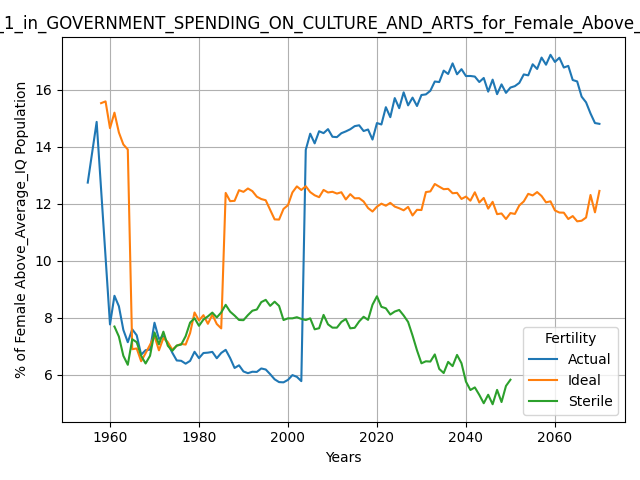 _1_in_GOVERNMENT_SPENDING_ON_CULTURE_AND_ARTS_for_Female_Above_
% of Female Above_Average_IQ Population
16
14
12
10
8
6
1960 1980 2000 2020 2040 2060
Years
Fertility
Actual
Ideal
Sterile